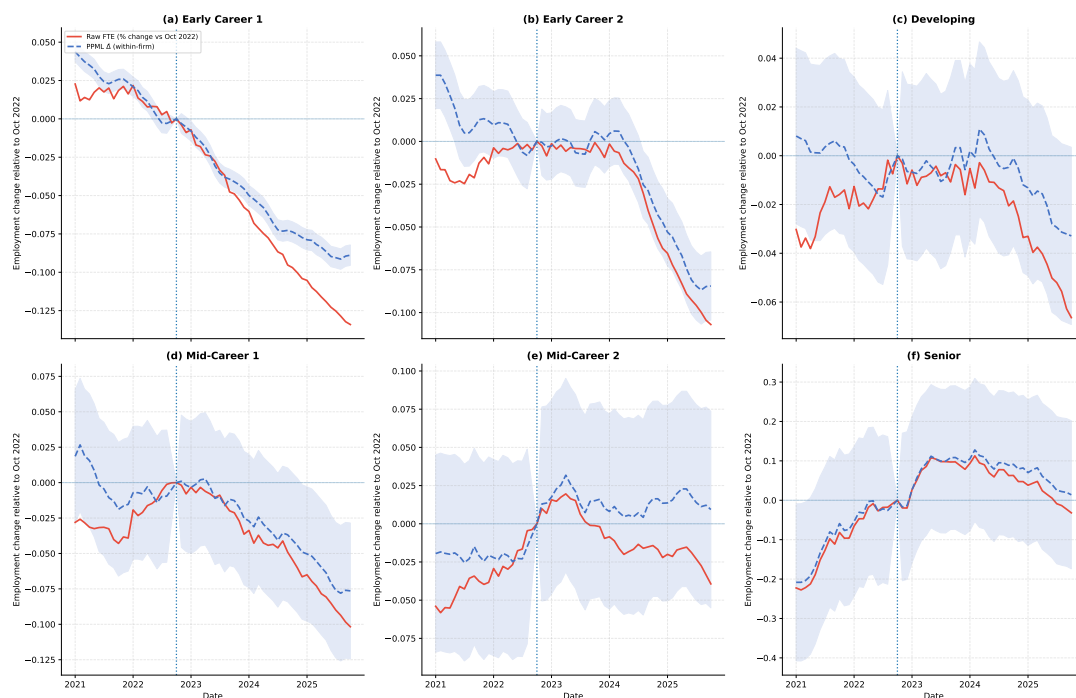 (a) Early Career 1
Raw FTE (% change vs Oct 2022)
PPML Δ (within-firm)
0.050
0.025
0.000
−0.025
−0.050
−0.075
−0.100
−0.125
Employment change relative to Oct 2022
(b) Early Career 2
0.050
0.025
0.000
−0.025
−0.050
−0.075
−0.100
Employment change relative to Oct 2022
(c) Developing
0.04
0.02
0.00
−0.02
−0.04
−0.06
Employment change relative to Oct 2022
(d) Mid-Career 1
0.075
0.050
0.025
0.000
−0.025
−0.050
−0.075
−0.100
−0.125
Employment change relative to Oct 2022
2021 2022 2023 2024 2025
Date
(e) Mid-Career 2
0.100
0.075
0.050
0.025
0.000
−0.025
−0.050
−0.075
Employment change relative to Oct 2022
2021 2022 2023 2024 2025
Date
(f) Senior
0.3
0.2
0.1
0.0
−0.1
−0.2
−0.3
−0.4
Employment change relative to Oct 2022
2021 2022 2023 2024 2025
Date